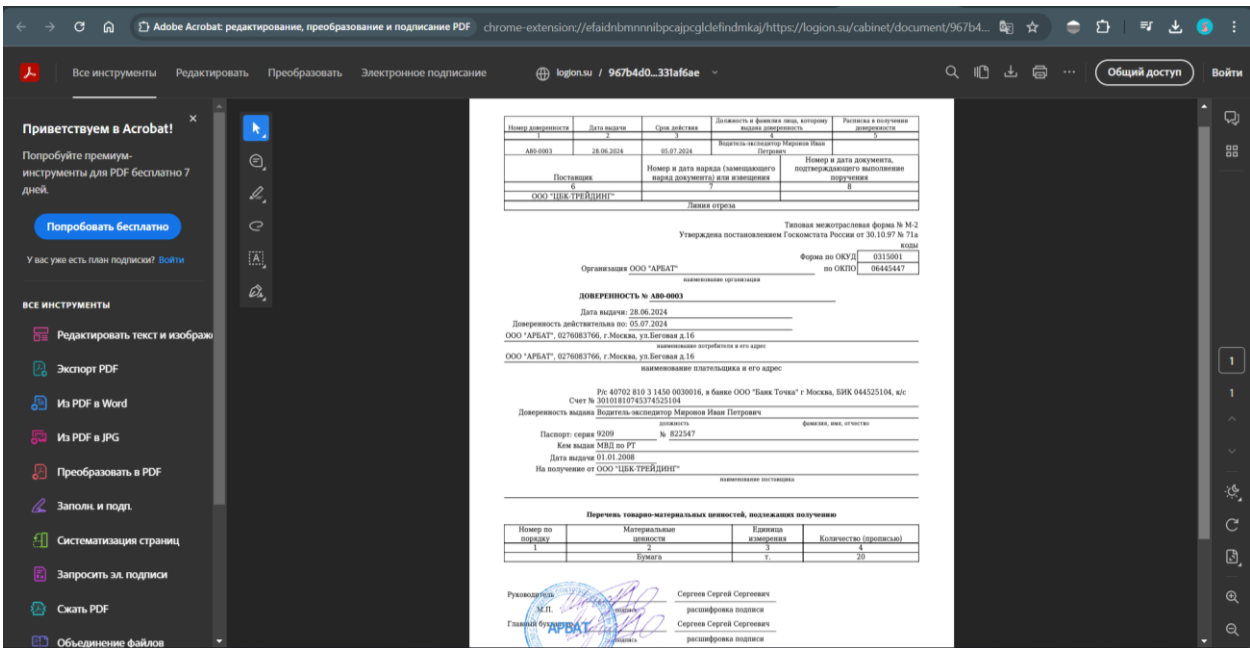 Adobe Acrobat: редактирование, преобразование и подписание PDF
chrome-extension://efaidnbmnnnibpcajpcglclefindmkaj/https://logion.su/cabinet/document/967b4...
Все инструменты
Редактировать
Преобразовать
Электронное подписание
logion.su / 967b4d0...331af6ae
Общий доступ
Войти
Приветствуем в Acrobat!
Попробуйте премиум-
инструменты для PDF бесплатно 7
дней.
Попробовать бесплатно
У вас уже есть план подписки? Войти
ВСЕ ИНСТРУМЕНТЫ
Редактировать текст и изображ
Экспорт PDF
Из PDF в Word
Из PDF в JPG
Преобразовать в PDF
Заполн. и подп.
Систематизация страниц
Запросить эл. подписи
Сжать PDF
Объединение файлов
Номер доверенности Дата выдачи Срок действия Должность и фамилия лица, которому выдана доверенность Расписка в получении доверенности
1 2 3 4 5
А80-0003 28.06.2024 05.07.2024 Водитель-экспедитор Миронов Иван Петрович
Поставщик Номер и дата наряда (замещающего наряд документа) или извещения Номер и дата документа, подтверждающего выполнение поручения
6 7 8
ООО "ЦБК-ТРЕЙДИНГ"
Линия отреза
Типовая межотраслевая форма № М-2
Утверждена постановлением Госкомстата России от 30.10.97 № 71а
коды
Форма по ОКУД 0315001
Организация ООО "АРБАТ" по ОКПО 06445447
наименование организации
ДОВЕРЕННОСТЬ № А80-0003
Дата выдачи: 28.06.2024
Доверенность действительна по: 05.07.2024
ООО "АРБАТ", 0276083766, г.Москва, ул.Беговая д.16
наименование потребителя и его адрес
ООО "АРБАТ", 0276083766, г.Москва, ул.Беговая д.16
наименование плательщика и его адрес
Р/с 40702 810 3 1450 0030016, в банке ООО "Банк Точка" г Москва, БИК 044525104, к/с
Счет № 30101810745374525104
Доверенность выдана Водитель-экспедитор Миронов Иван Петрович
должность фамилия, имя, отчество
Паспорт: серия 9209 № 822547
Кем выдан МВД по РТ
Дата выдачи 01.01.2008
На получение от ООО "ЦБК-ТРЕЙДИНГ"
наименование поставщика
Перечень товарно-материальных ценностей, подлежащих получению
Номер по порядку Материальные ценности Единица измерения Количество (прописью)
1 2 3 4
Бумага т. 20
Руководитель Сергеев Сергей Сергеевич
М.П. подпись расшифровка подписи
Главный бухгалтер Сергеев Сергей Сергеевич
АРБАТ
подпись расшифровка подписи
1
1